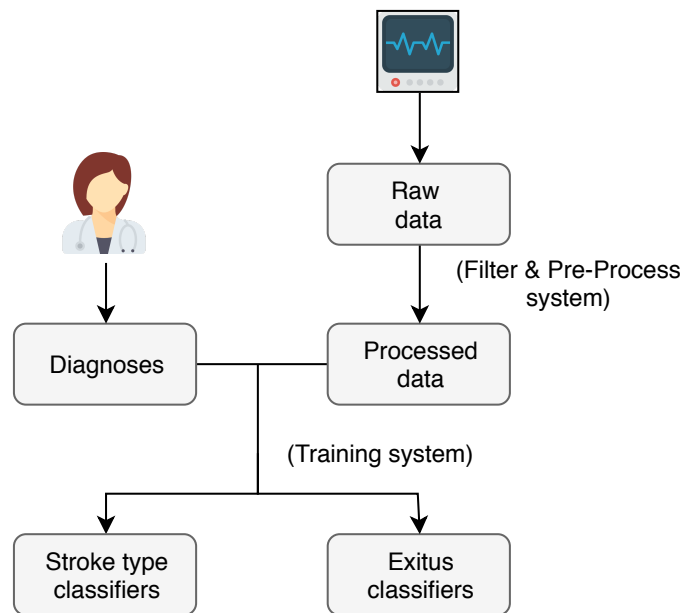 Raw
data
(Filter & Pre-Process
system)
Diagnoses
Processed
data
(Training system)
Stroke type
classifiers
Exitus
classifiers